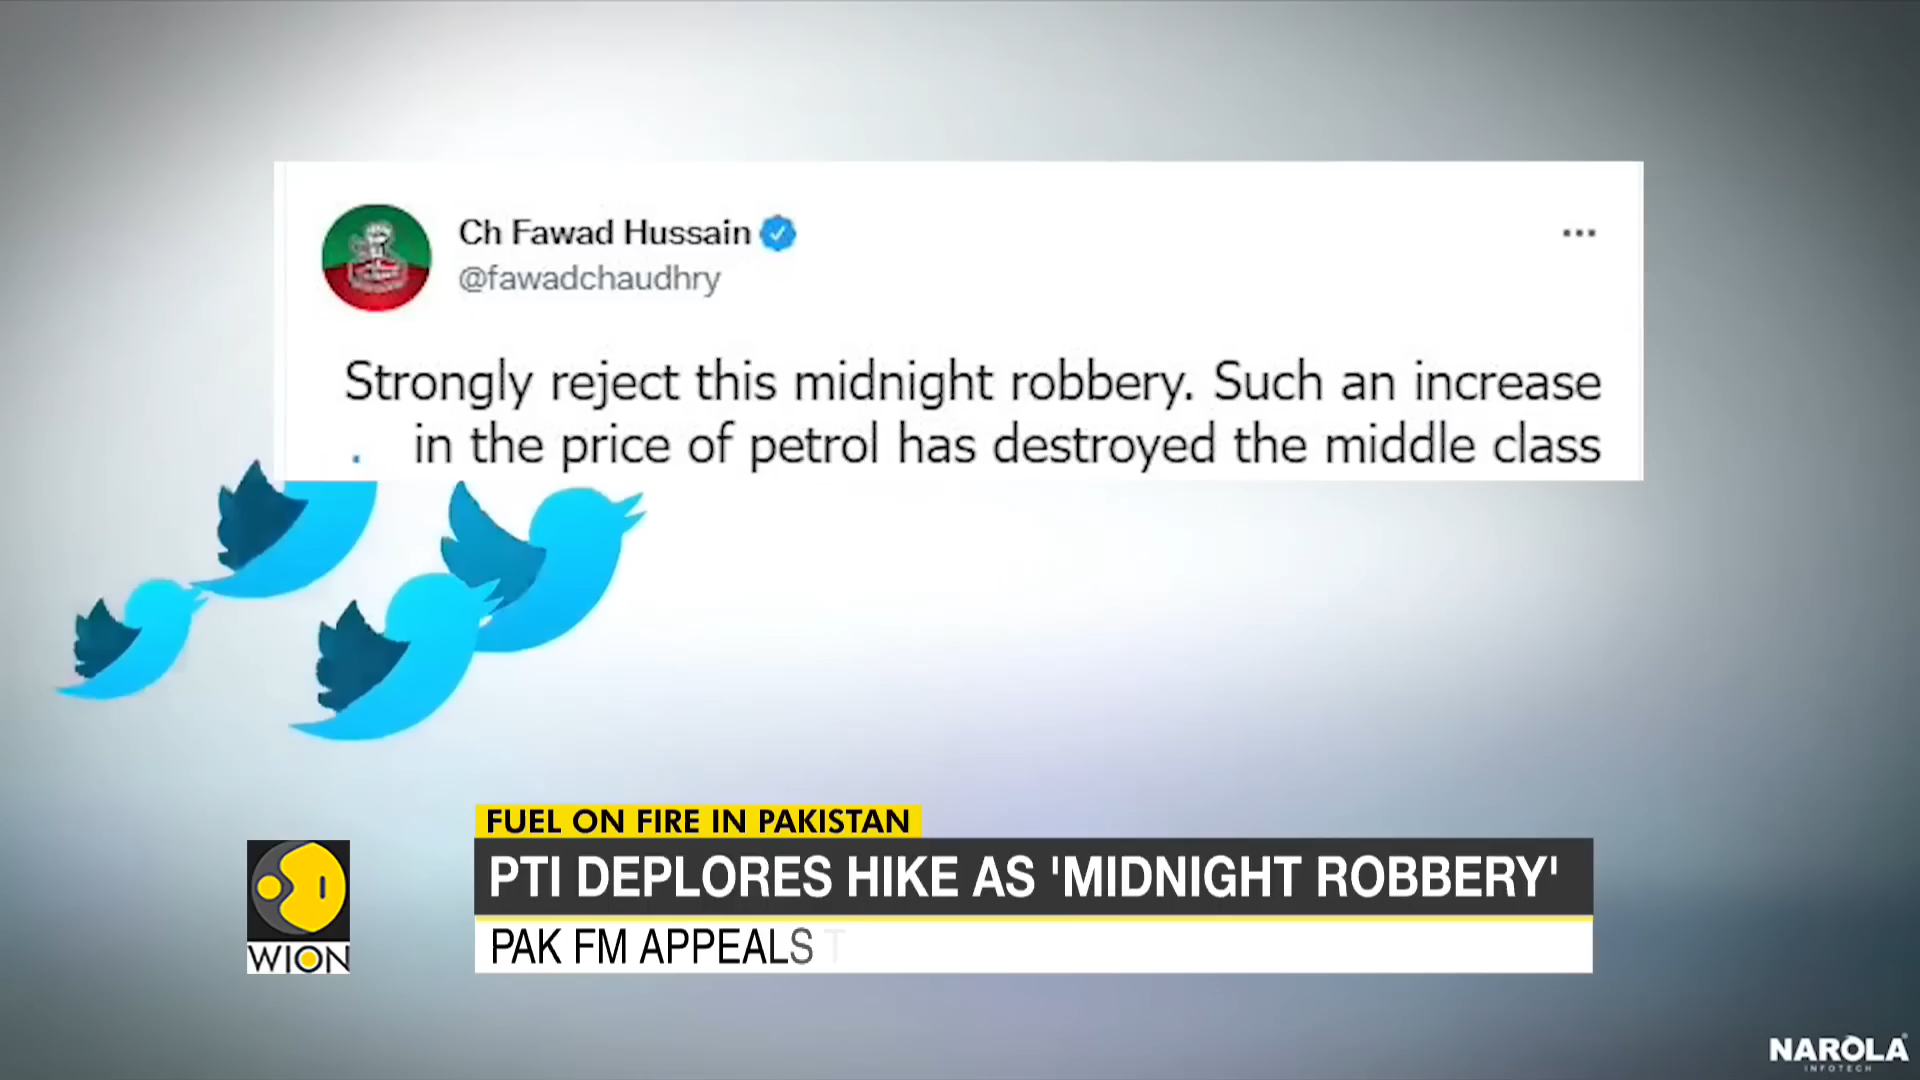 Ch Fawad Hussain
@fawadchaudhry
Strongly reject this midnight robbery. Such an increase
in the price of petrol has destroyed the middle class
FUEL ON FIRE IN PAKISTAN
PTI DEPLORES HIKE AS 'MIDNIGHT ROBBERY'
PAK FM APPEALS T
WION
NAROLA
INFOTECH